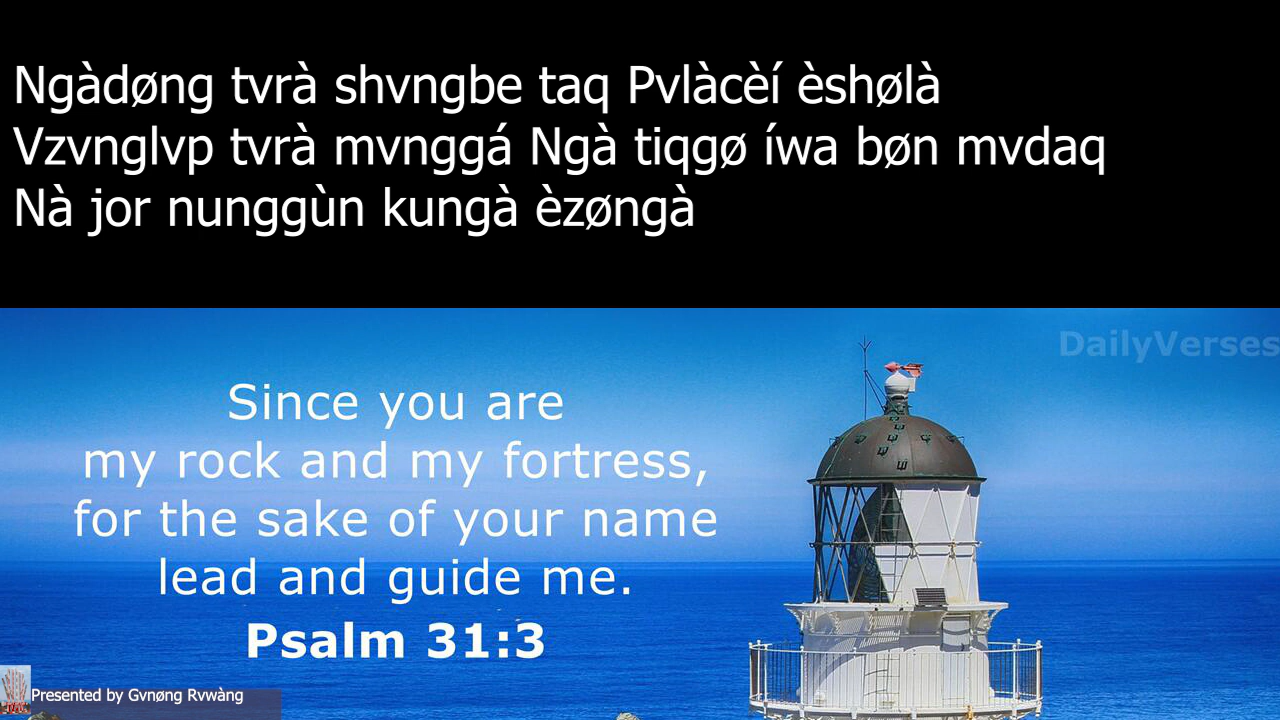 Ngàdøng tvrà shvngbe taq Pvlàcèí èshølà
Vzvnglvp tvrà mvnggá Ngà tiqgø íwa bøn mvdaq
Nà jor nunggùn kungà èzøngà
DailyVerses
Since you are
my rock and my fortress,
for the sake of your name
lead and guide me.
Psalm 31:3
Presented by Gvnøng Rvwàng